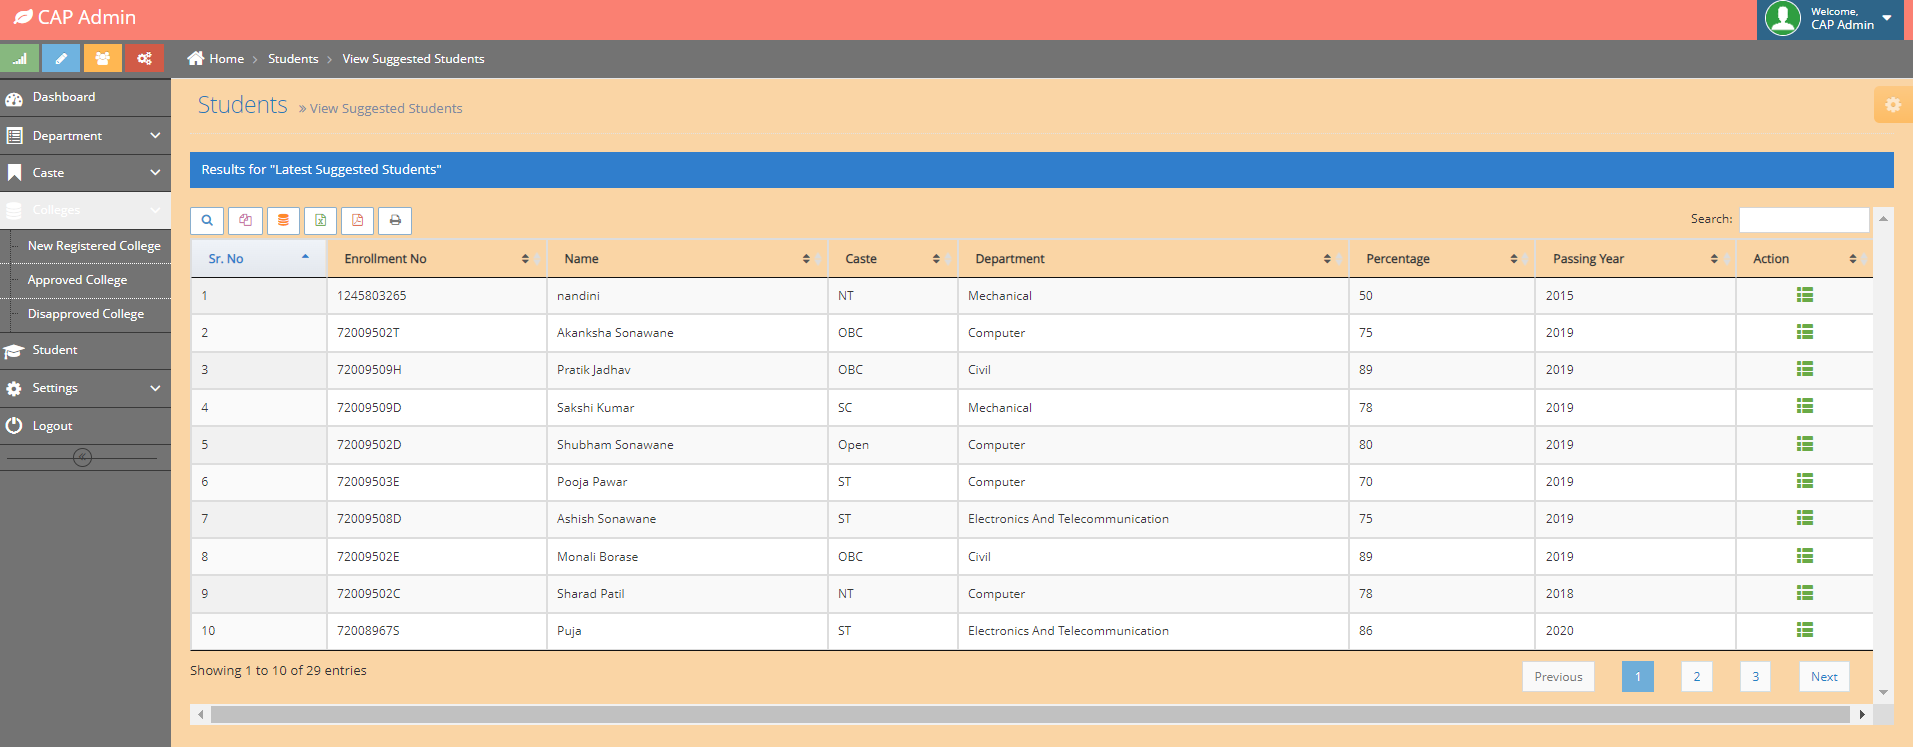 CAP Admin
Welcome,
CAP Admin
Home Students View Suggested Students
Dashboard
Department
Caste
Colleges
New Registered College
Approved College
Disapproved College
Student
Settings
Logout
Students » View Suggested Students
Results for "Latest Suggested Students"
Search:
Sr. No Enrollment No Name Caste Department Percentage Passing Year Action
1 1245803265 nandini NT Mechanical 50 2015
2 72009502T Akanksha Sonawane OBC Computer 75 2019
3 72009509H Pratik Jadhav OBC Civil 89 2019
4 72009509D Sakshi Kumar SC Mechanical 78 2019
5 72009502D Shubham Sonawane Open Computer 80 2019
6 72009503E Pooja Pawar ST Computer 70 2019
7 72009508D Ashish Sonawane ST Electronics And Telecommunication 75 2019
8 72009502E Monali Borase OBC Civil 89 2019
9 72009502C Sharad Patil NT Computer 78 2018
10 72008967S Puja ST Electronics And Telecommunication 86 2020
Showing 1 to 10 of 29 entries
Previous 1 2 3 Next